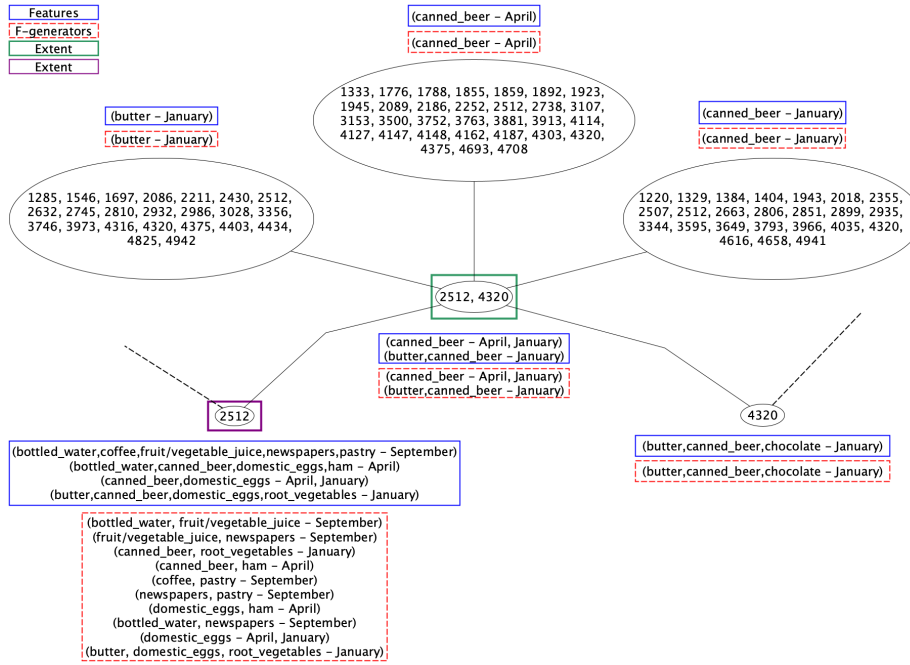 Features
F-generators
Extent
Extent
(canned_beer – April)
(canned_beer – April)
1333, 1776, 1788, 1855, 1859, 1892, 1923,
1945, 2089, 2186, 2252, 2512, 2738, 3107,
3153, 3500, 3752, 3763, 3881, 3913, 4114,
4127, 4147, 4148, 4162, 4187, 4303, 4320,
4375, 4693, 4708
(butter – January)
(butter – January)
1285, 1546, 1697, 2086, 2211, 2430, 2512,
2632, 2745, 2810, 2932, 2986, 3028, 3356,
3746, 3973, 4316, 4320, 4375, 4403, 4434,
4825, 4942
(canned_beer – January)
(canned_beer – January)
1220, 1329, 1384, 1404, 1943, 2018, 2355,
2507, 2512, 2663, 2806, 2851, 2899, 2935,
3344, 3595, 3649, 3793, 3966, 4035, 4320,
4616, 4658, 4941
2512, 4320
(canned_beer – April, January)
(butter,canned_beer – January)
(canned_beer – April, January)
(butter,canned_beer – January)
2512
(bottled_water,coffee,fruit/vegetable_juice,newspapers,pastry – September)
(bottled_water,canned_beer,domestic_eggs,ham – April)
(canned_beer,domestic_eggs – April, January)
(butter,canned_beer,domestic_eggs,root_vegetables – January)
(bottled_water, fruit/vegetable_juice – September)
(fruit/vegetable_juice, newspapers – September)
(canned_beer, root_vegetables – January)
(canned_beer, ham – April)
(coffee, pastry – September)
(newspapers, pastry – September)
(domestic_eggs, ham – April)
(bottled_water, newspapers – September)
(domestic_eggs – April, January)
(butter, domestic_eggs, root_vegetables – January)
4320
(butter,canned_beer,chocolate – January)
(butter,canned_beer,chocolate – January)